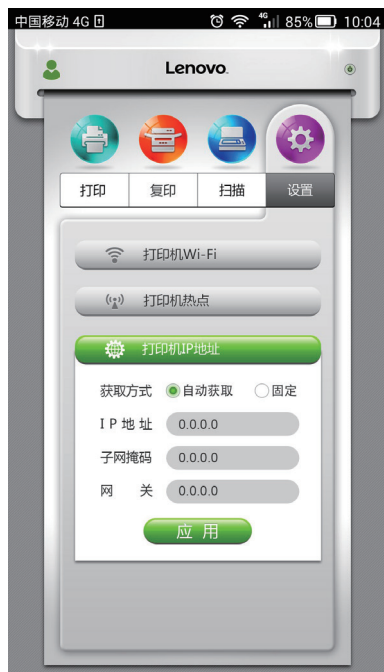 中国移动 4G 4G 85% 10:04
Lenovo.
打印 复印 扫描 设置
打印机Wi-Fi
打印机热点
打印机IP地址
获取方式 自动获取 固定
IP地址 0.0.0.0
子网掩码 0.0.0.0
网关 0.0.0.0
应用